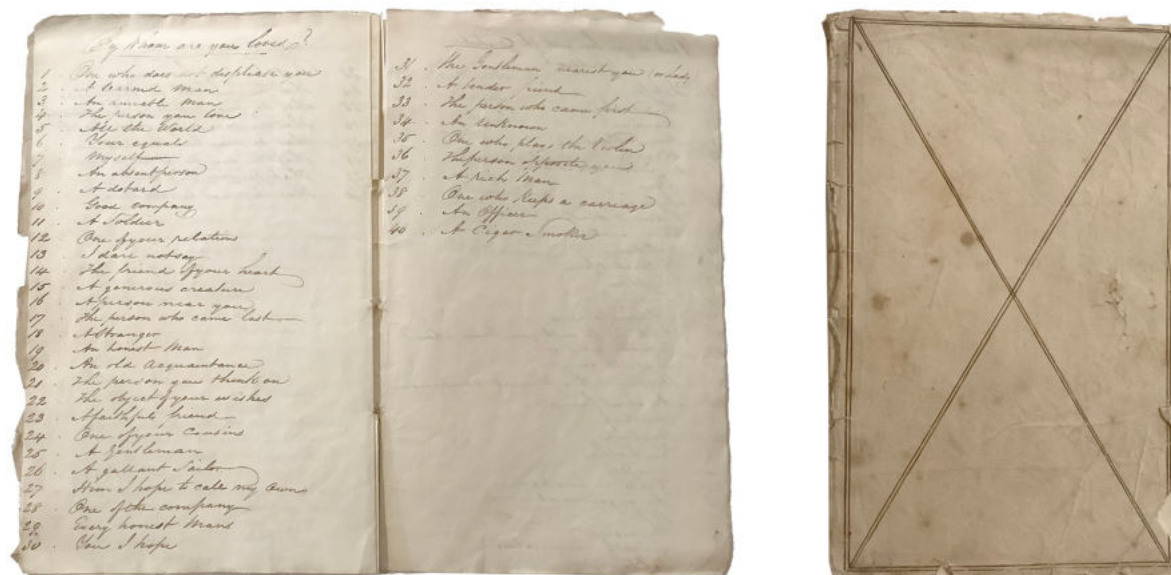 By whom are you loved?
1 One who does not displease you
2 . A learned man
3 . An amiable man
4 . The person you love
5 . All the World
6 . Your equals
7 . Myself
8 . An absent person
9 . A dotard
10 . Good company
11 . A Soldier
12 . One of your relations
13 . I dare not say
14 . The friend of your heart
15 . A generous creature
16 . A person near you
17 . The person who came last
18 . A Stranger
19 . An honest Man
20 . An old acquaintance
21 . The person you think on
22 . The object of your wishes
23 . A faithful friend
24 . One of your Cousins
25 . A Gentleman
26 . A gallant Sailor
27 . Him I hope to call my own
28 . One of the company
29 . Every honest Man
30 . You I hope
31 . The Gentleman nearest you
32 . A tender friend
33 . The person who came first
34 . An Unknown
35 . One who plays the Violin
36 . The person opposite you
37 . A Rich Man
38 . One who keeps a carriage
39 . An Officer
40 . A Cigar Smoker